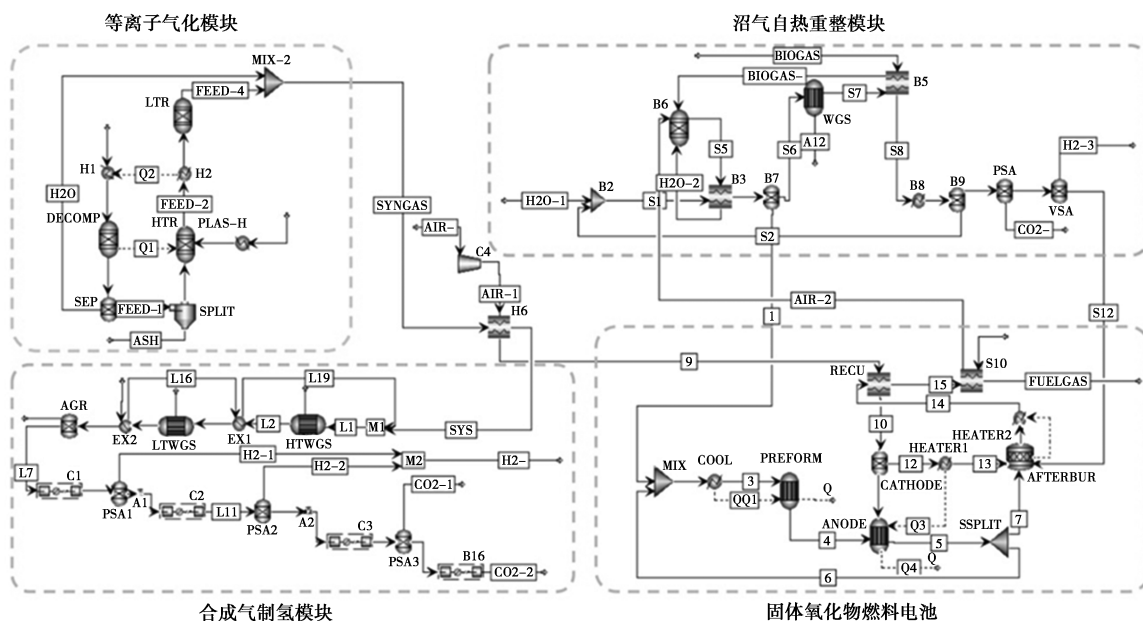 等离子气化模块
沼气自热重整模块
MIX-2
FEED-4
LTR
H1
Q2
H2
H2O
FEED-2
DECOMP
HTR
PLAS-H
Q1
SEP
FEED-1
SPLIT
ASH
SYNGAS
AIR-
C4
AIR-1
H6
BIOGAS
BIOGAS-
B5
B6
WGS
S7
S5
S6
A12
S8
H2-3
H2O-2
B3
B7
PSA
B9
B8
VSA
H2O-1
B2
S1
S2
CO2-
AIR-2
1
S12
9
RECU
S10
15
FUELGAS
14
10
HEATER2
HEATER1
12
13
CATHODE
AFTERBUR
MIX
COOL
PREFORM
3
QQ1
Q
ANODE
Q3
SSPLIT
7
4
5
Q4
Q
6
L16
L19
AGR
EX2
LTWGS
EX1
L2
HTWGS
L1
M1
SYS
H2-1
H2-2
M2
H2-
L7
C1
PSA1
A1
C2
L11
PSA2
A2
CO2-1
C3
PSA3
B16
CO2-2
合成气制氢模块
固体氧化物燃料电池